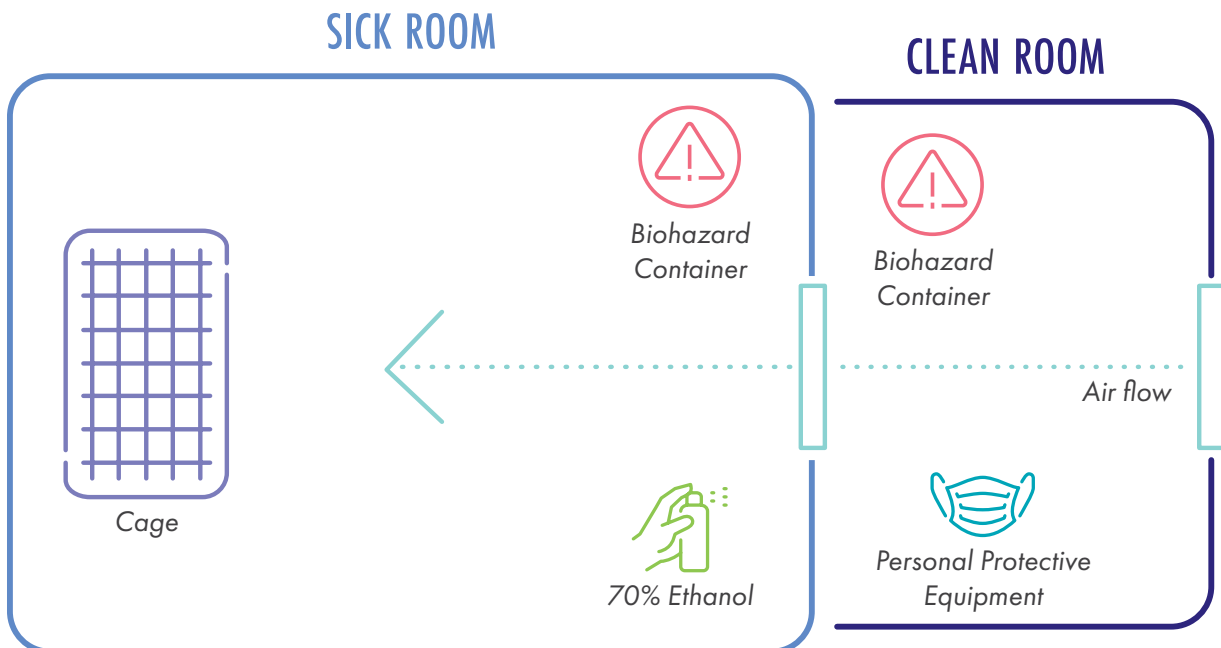 SICK ROOM
CLEAN ROOM
Biohazard
Container
Biohazard
Container
Air flow
Cage
70% Ethanol
Personal Protective
Equipment